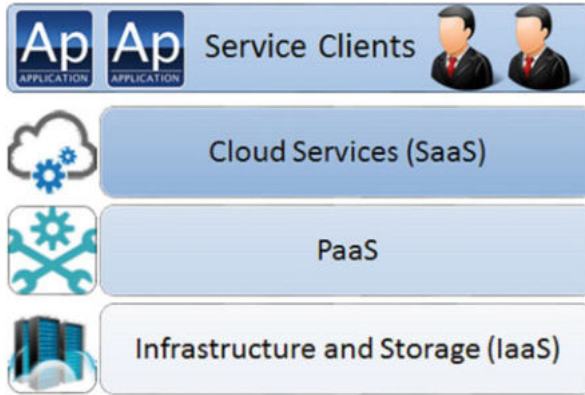 Ap Ap Service Clients
APPLICATION APPLICATION
Cloud Services (SaaS)
PaaS
Infrastructure and Storage (IaaS)